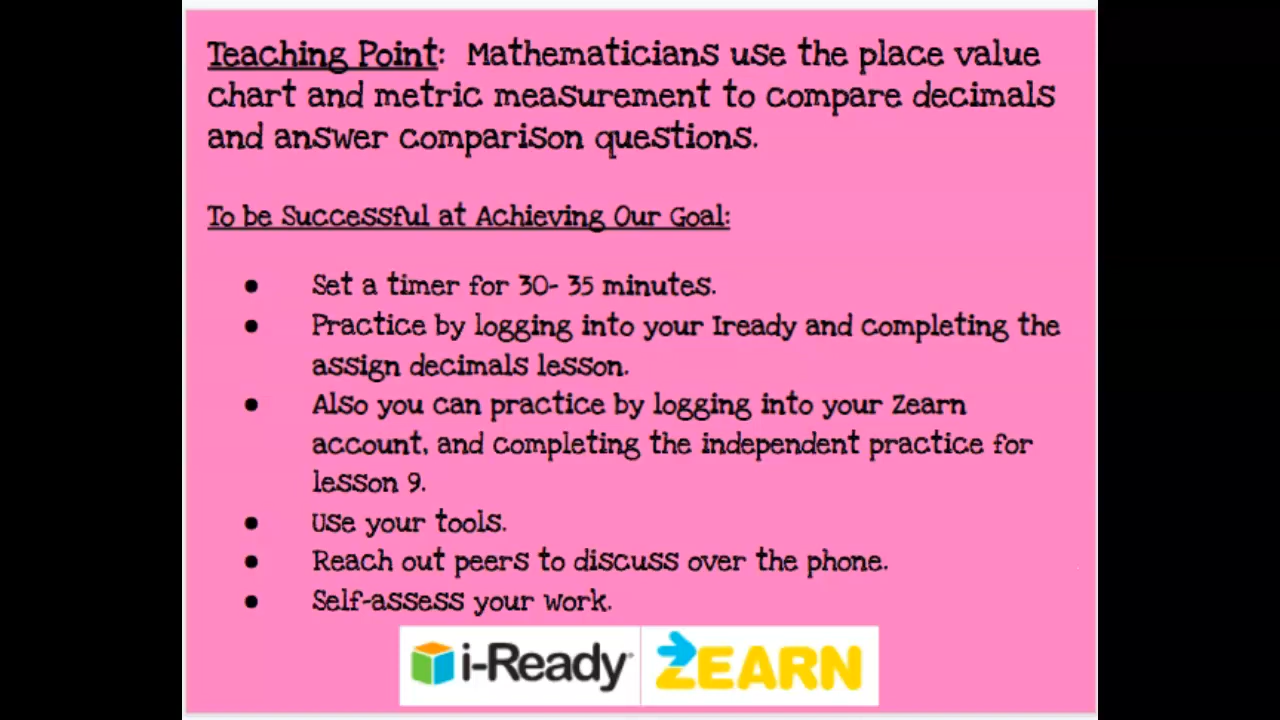 Teaching Point: Mathematicians use the place value
chart and metric measurement to compare decimals
and answer comparison questions.
To be Successful at Achieving Our Goal:
● Set a timer for 30- 35 minutes.
● Practice by logging into your Iready and completing the
assign decimals lesson.
● Also you can practice by logging into your Zearn
account, and completing the independent practice for
lesson 9.
● Use your tools.
● Reach out peers to discuss over the phone.
● Self-assess your work.
i-Ready ZEARN